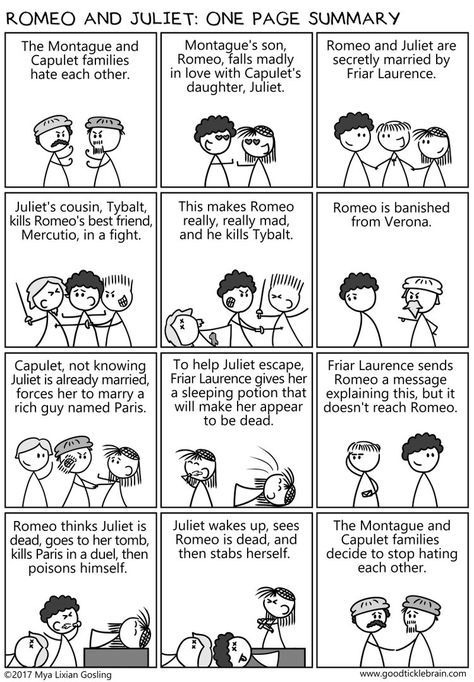 ROMEO AND JULIET: ONE PAGE SUMMARY
The Montague and
Capulet families
hate each other.
Montague's son,
Romeo, falls madly
in love with Capulet's
daughter, Juliet.
Romeo and Juliet are
secretly married by
Friar Laurence.
Juliet's cousin, Tybalt,
kills Romeo's best friend,
Mercutio, in a fight.
This makes Romeo
really, really mad,
and he kills Tybalt.
Romeo is banished
from Verona.
Capulet, not knowing
Juliet is already married,
forces her to marry a
rich guy named Paris.
To help Juliet escape,
Friar Laurence gives her
a sleeping potion that
will make her appear
to be dead.
Friar Laurence sends
Romeo a message
explaining this, but it
doesn't reach Romeo.
Romeo thinks Juliet is
dead, goes to her tomb,
kills Paris in a duel, then
poisons himself.
Juliet wakes up, sees
Romeo is dead, and
then stabs herself.
The Montague and
Capulet families
decide to stop hating
each other.
©2017 Mya Lixian Gosling
www.goodticklebrain.com